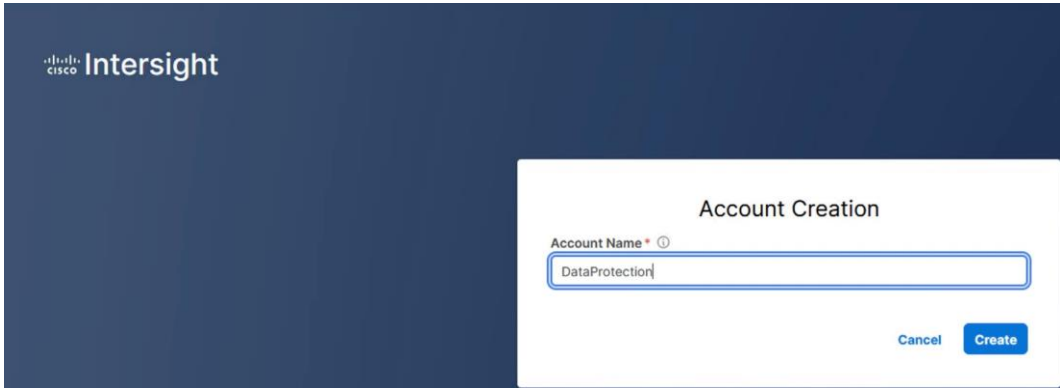 cisco Intersight
Account Creation
Account Name * ⓘ
DataProtection
Cancel Create